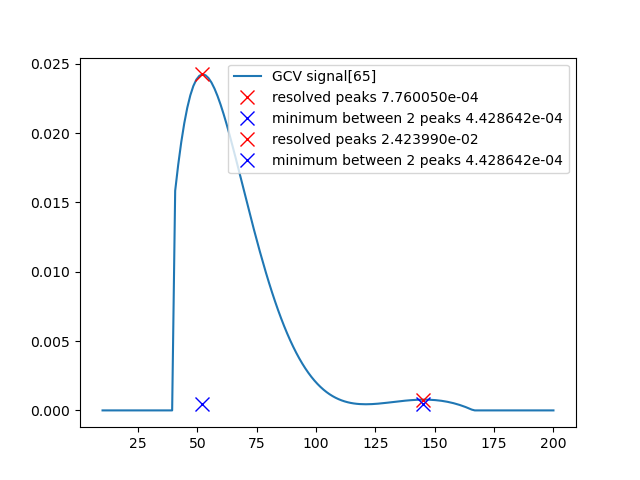 0.025
0.020
0.015
0.010
0.005
0.000
GCV signal[65]
resolved peaks 7.760050e-04
minimum between 2 peaks 4.428642e-04
resolved peaks 2.423990e-02
minimum between 2 peaks 4.428642e-04
25 50 75 100 125 150 175 200